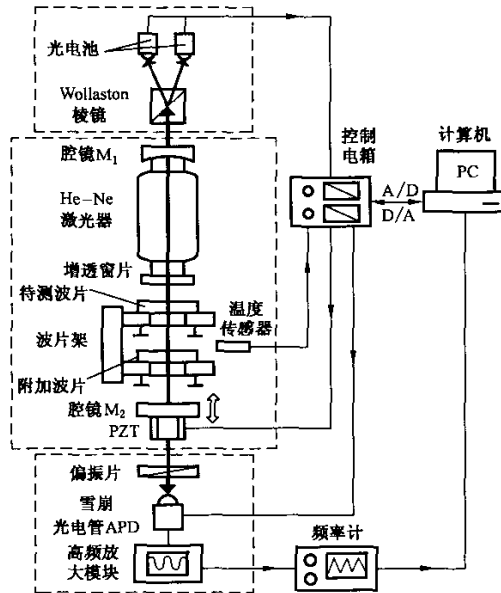 光电池
Wollaston
棱镜
腔镜M₁
He-Ne
激光器
增透窗片
待测波片
波片架
附加波片
腔镜M₂
PZT
偏振片
雪崩
光电管APD
高频放
大模块
温度
传感器
控制
电箱
A/D
D/A
计算机
PC
频率计